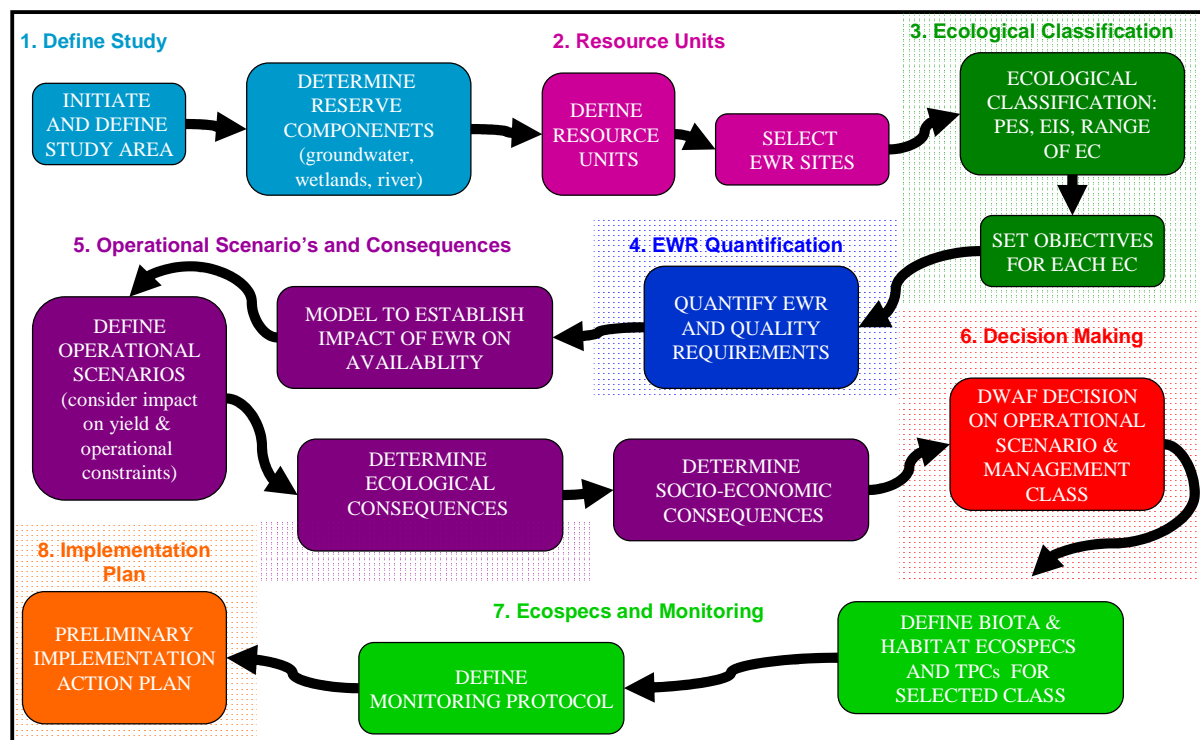 1. Define Study
INITIATE
AND DEFINE
STUDY AREA
DETERMINE
RESERVE
COMPONENETS
(groundwater,
wetlands, river)
2. Resource Units
DEFINE
RESOURCE
UNITS
SELECT
EWR SITES
3. Ecological Classification
ECOLOGICAL
CLASSIFICATION:
PES, EIS, RANGE
OF EC
SET OBJECTIVES
FOR EACH EC
4. EWR Quantification
QUANTIFY EWR
AND QUALITY
REQUIREMENTS
5. Operational Scenario's and Consequences
MODEL TO ESTABLISH
IMPACT OF EWR ON
AVAILABLITY
DEFINE
OPERATIONAL
SCENARIOS
(consider impact
on yield &
operational
constraints)
DETERMINE
ECOLOGICAL
CONSEQUENCES
DETERMINE
SOCIO-ECONOMIC
CONSEQUENCES
6. Decision Making
DWAF DECISION
ON OPERATIONAL
SCENARIO &
MANAGEMENT
CLASS
7. Ecospecs and Monitoring
DEFINE BIOTA &
HABITAT ECOSPECS
AND TPCs FOR
SELECTED CLASS
DEFINE
MONITORING PROTOCOL
8. Implementation
Plan
PRELIMINARY
IMPLEMENTATION
ACTION PLAN